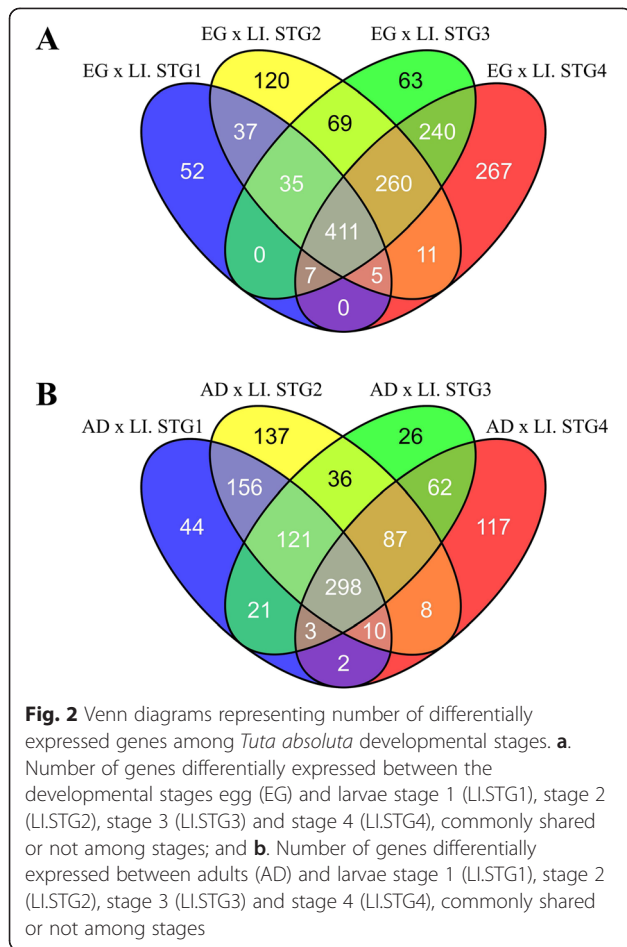 A
EG x LI. STG2
EG x LI. STG3
EG x LI. STG1
EG x LI. STG4
120
63
37
69
240
52
35
260
267
411
0
11
7
5
0
B
AD x LI. STG2
AD x LI. STG3
AD x LI. STG1
AD x LI. STG4
137
26
156
36
62
44
121
87
117
298
21
8
3
10
2
Fig. 2 Venn diagrams representing number of differentially
expressed genes among Tuta absoluta developmental stages. a.
Number of genes differentially expressed between the
developmental stages egg (EG) and larvae stage 1 (LI.STG1), stage 2
(LI.STG2), stage 3 (LI.STG3) and stage 4 (LI.STG4), commonly shared
or not among stages; and b. Number of genes differentially
expressed between adults (AD) and larvae stage 1 (LI.STG1), stage 2
(LI.STG2), stage 3 (LI.STG3) and stage 4 (LI.STG4), commonly shared
or not among stages